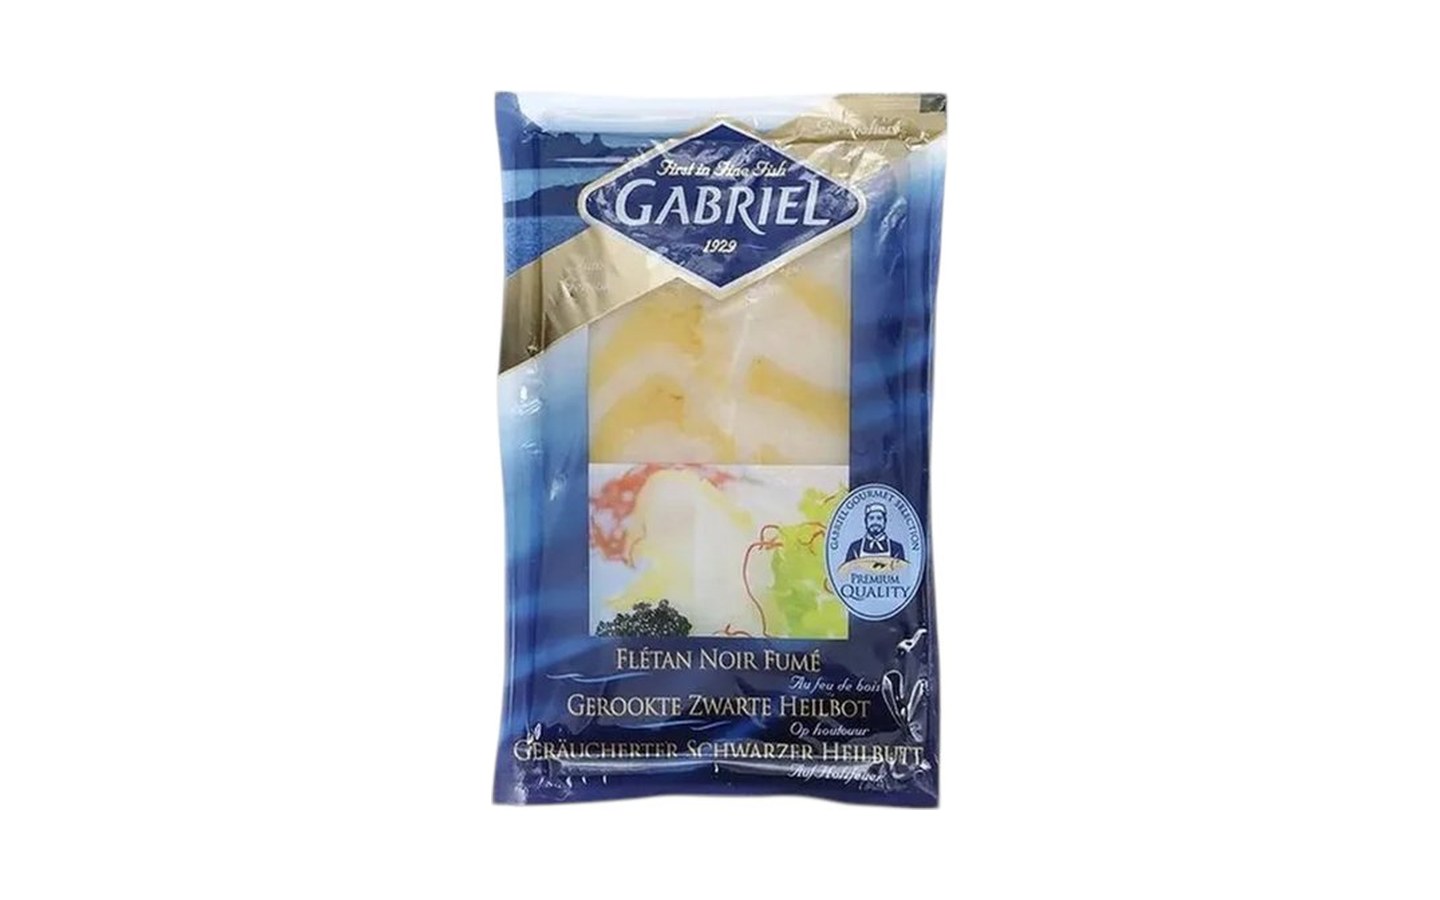 First in Fine Fish
GABRIEL
1929
GABRIEL GOURMET SELECTION
PREMIUM
QUALITY
FLÉTAN NOIR FUMÉ
Au feu de bois
GEROOKTE ZWARTE HEILBOT
Op houtvuur
GERÄUCHERTER SCHWARZER HEILBUTT
Auf Holzfeuer